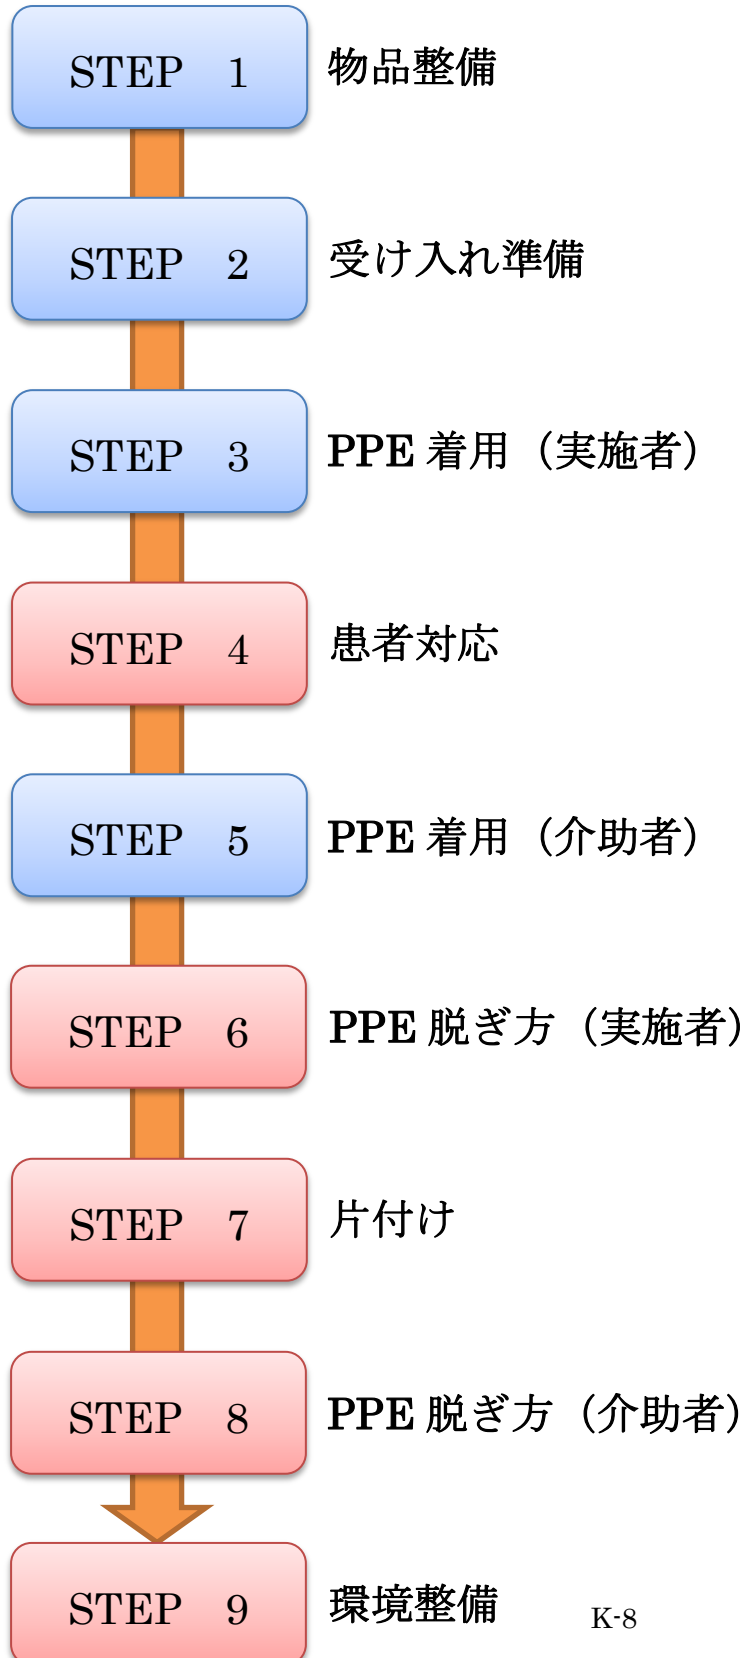 STEP 1 物品整備
STEP 2 受け入れ準備
STEP 3 PPE 着用（実施者）
STEP 4 患者対応
STEP 5 PPE 着用（介助者）
STEP 6 PPE 脱ぎ方（実施者）
STEP 7 片付け
STEP 8 PPE 脱ぎ方（介助者）
STEP 9 環境整備
K-8